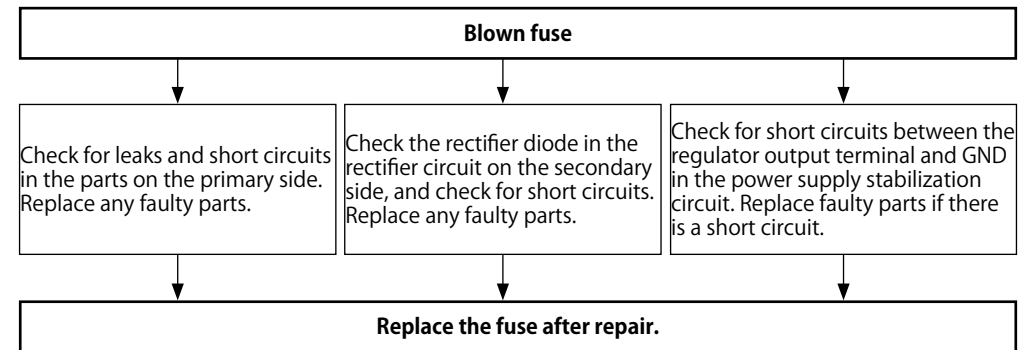 Blown fuse
Check for leaks and short circuits
in the parts on the primary side.
Replace any faulty parts.
Check the rectifier diode in the
rectifier circuit on the secondary
side, and check for short circuits.
Replace any faulty parts.
Check for short circuits between the
regulator output terminal and GND
in the power supply stabilization
circuit. Replace faulty parts if there
is a short circuit.
Replace the fuse after repair.